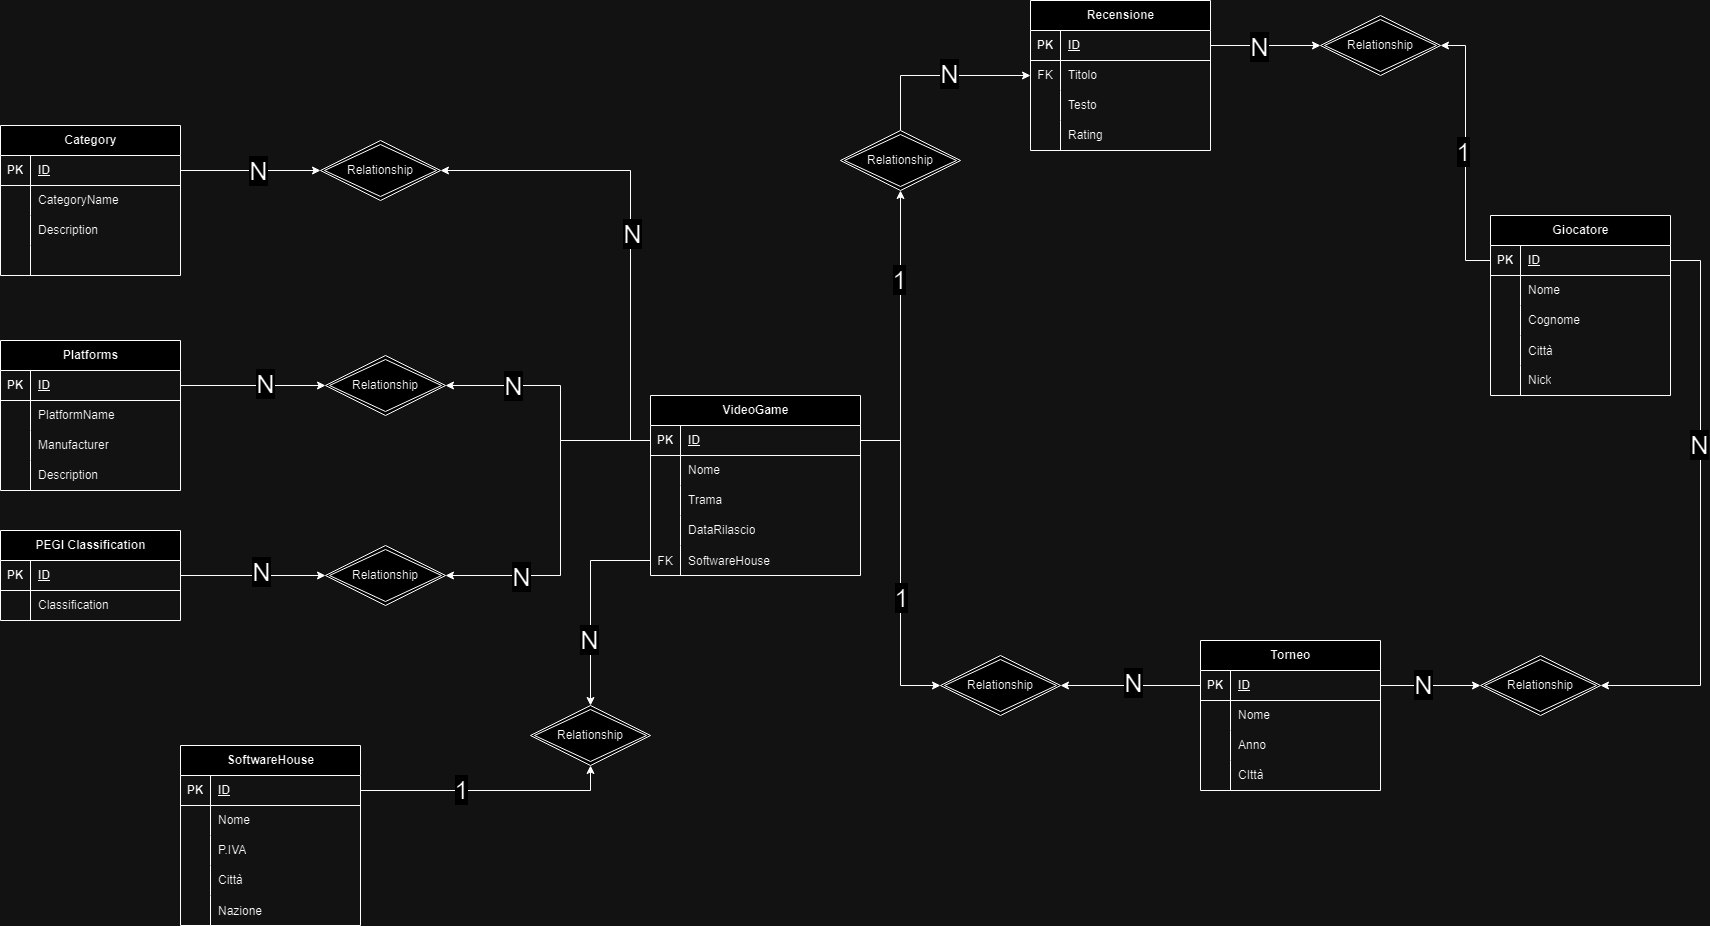 Recensione
PK ID
FK Titolo
Testo
Rating
N
Relationship
N
1
Relationship
1
Category
PK ID
CategoryName
Description
N
Relationship
N
Giocatore
PK ID
Nome
Cognome
Città
Nick
N
Platforms
PK ID
PlatformName
Manufacturer
Description
N
Relationship
N
VideoGame
PK ID
Nome
Trama
DataRilascio
FK SoftwareHouse
PEGI Classification
PK ID
Classification
N
Relationship
N
1
N
Relationship
Relationship
N
Torneo
PK ID
Nome
Anno
CIttà
N
Relationship
SoftwareHouse
PK ID
Nome
P.IVA
Città
Nazione
1